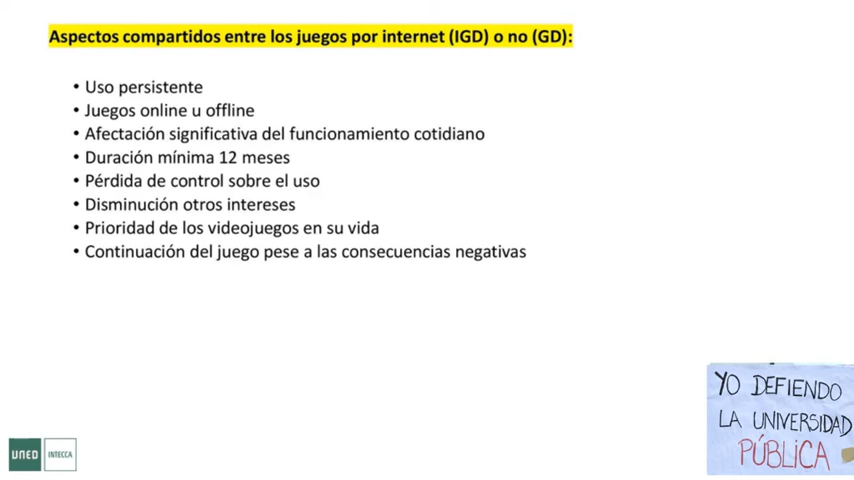 Aspectos compartidos entre los juegos por internet (IGD) o no (GD):
• Uso persistente
• Juegos online u offline
• Afectación significativa del funcionamiento cotidiano
• Duración mínima 12 meses
• Pérdida de control sobre el uso
• Disminución otros intereses
• Prioridad de los videojuegos en su vida
• Continuación del juego pese a las consecuencias negativas
YO DEFIENDO
LA UNIVERSIDAD
PÚBLICA
UNED INTECCA